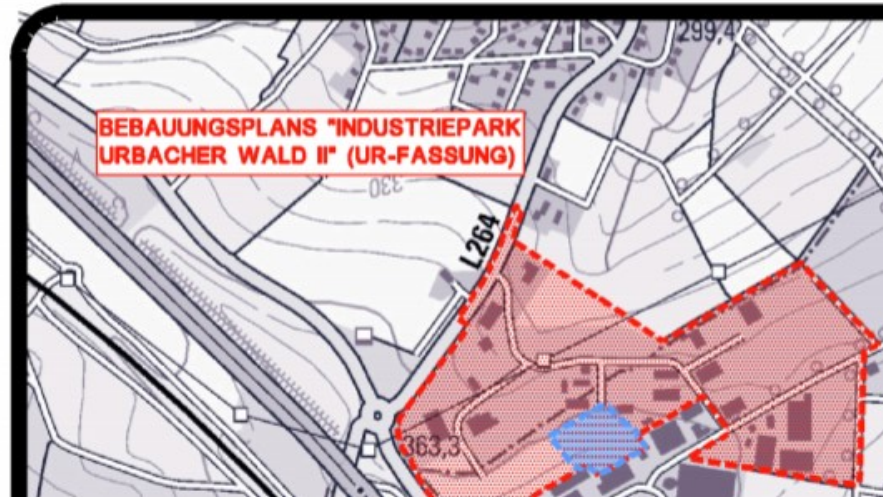 299,4
BEBAUUNGSPLANS "INDUSTRIEPARK
URBACHER WALD II" (UR-FASSUNG)
330
L264
363,3